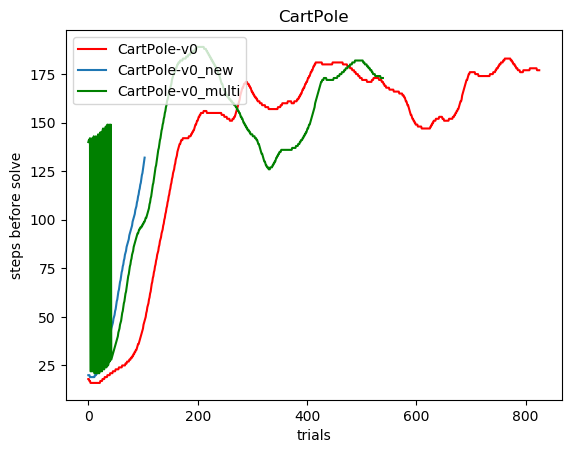 CartPole
CartPole-v0
CartPole-v0_new
CartPole-v0_multi
steps before solve
175
150
125
100
75
50
25
0 200 400 600 800
trials